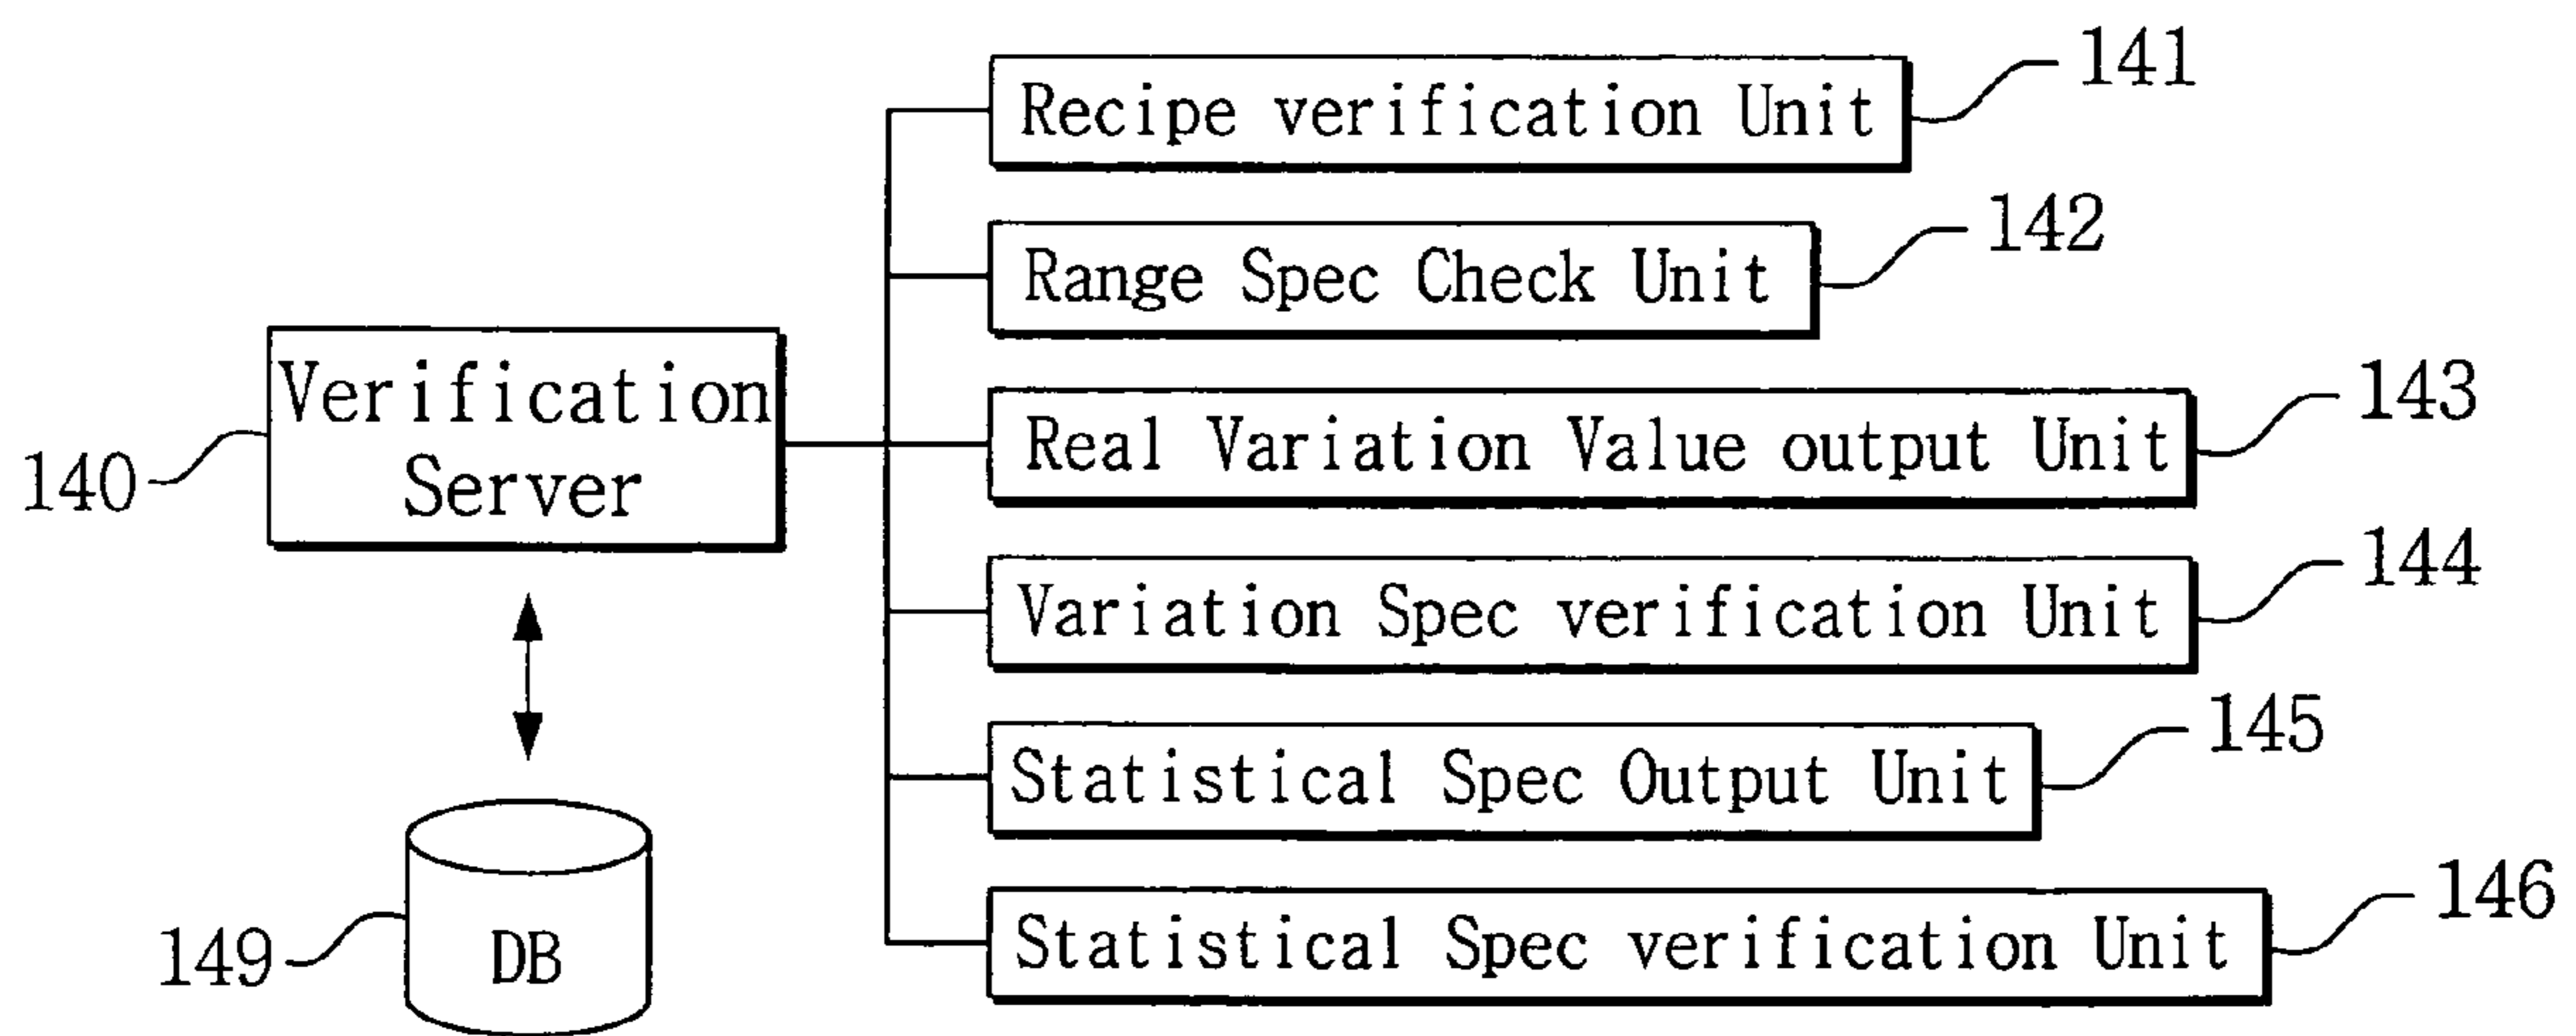 Recipe verification Unit
141
Range Spec Check Unit
142
Verification
Server
140
Real Variation Value output Unit
143
Variation Spec verification Unit
144
Statistical Spec Output Unit
145
Statistical Spec verification Unit
146
DB
149